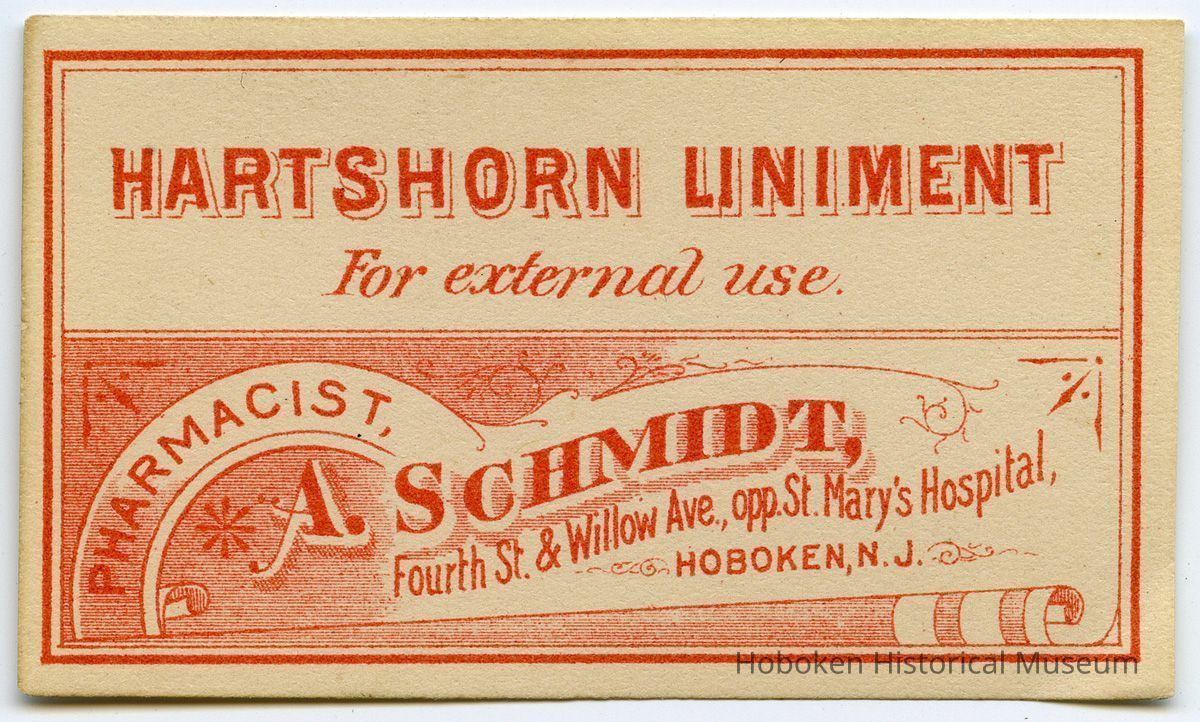 HARTSHORN LINIMENT
For external use.
PHARMACIST,
A. SCHMIDT,
Fourth St. & Willow Ave., opp. St. Mary's Hospital,
HOBOKEN, N. J.
Hoboken Historical Museum